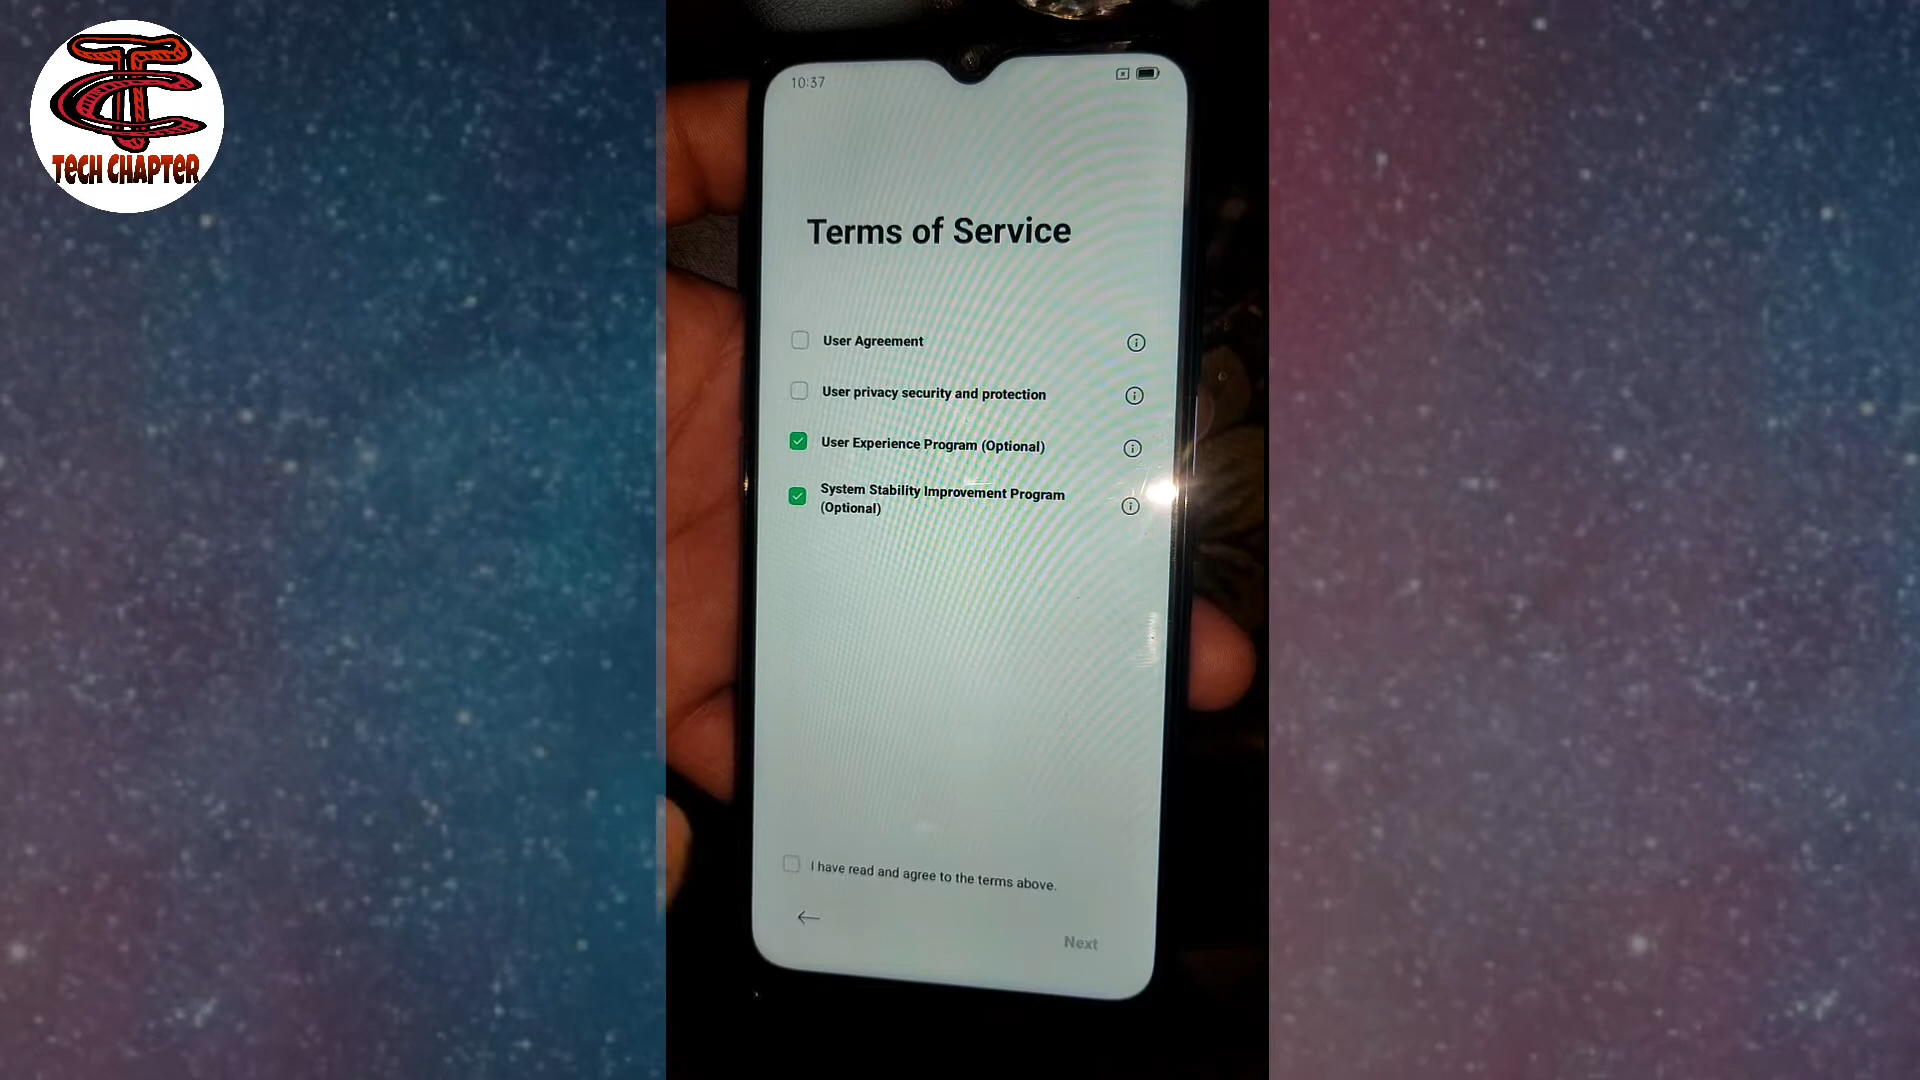 TECH CHAPTER
10:37
Terms of Service
User Agreement
User privacy security and protection
User Experience Program (Optional)
System Stability Improvement Program
(Optional)
I have read and agree to the terms above.
Next